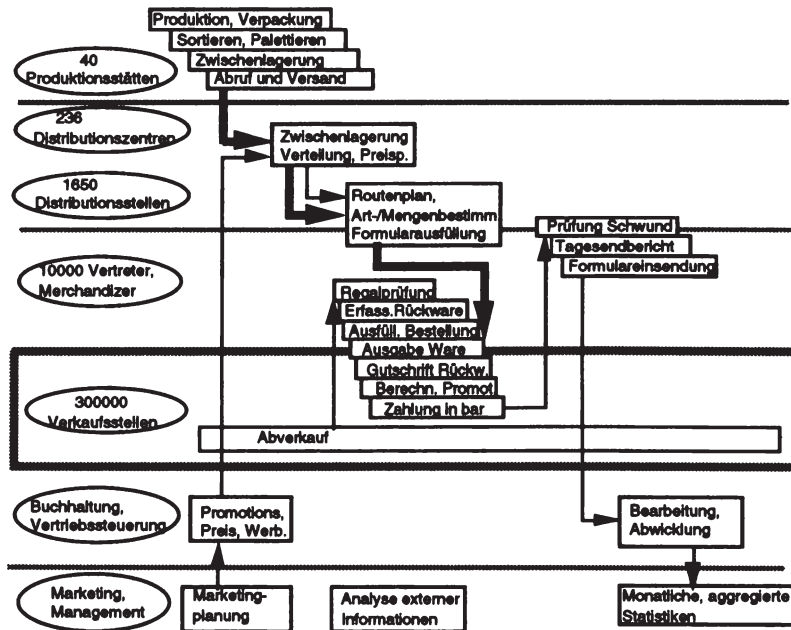 Produktion, Verpackung
Sortieren, Palettieren
Zwischenlagerung
Abruf und Versand
40
Produktionsstätten
236
Distributionszentren
Zwischenlagerung
Verteilung, Preisp.
1650
Distributionsstellen
Routenplan,
Art-/Mengenbestimm
Formularausfüllung
Prüfung Schwund
Tagesendbericht
Formulareinsendung
10000 Vertreter,
Merchandizer
Regalprüfung
Erfass.Rückware
Ausfüll. Bestellung
Ausgabe Ware
Gutschrift Rückw.
Berechn. Promot
Zahlung in bar
300000
Verkaufsstellen
Abverkauf
Buchhaltung,
Vertriebssteuerung
Promotions,
Preis, Werb.
Bearbeitung,
Abwicklung
Marketing,
Management
Marketing-
planung
Analyse externer
Informationen
Monatliche, aggregierte
Statistiken